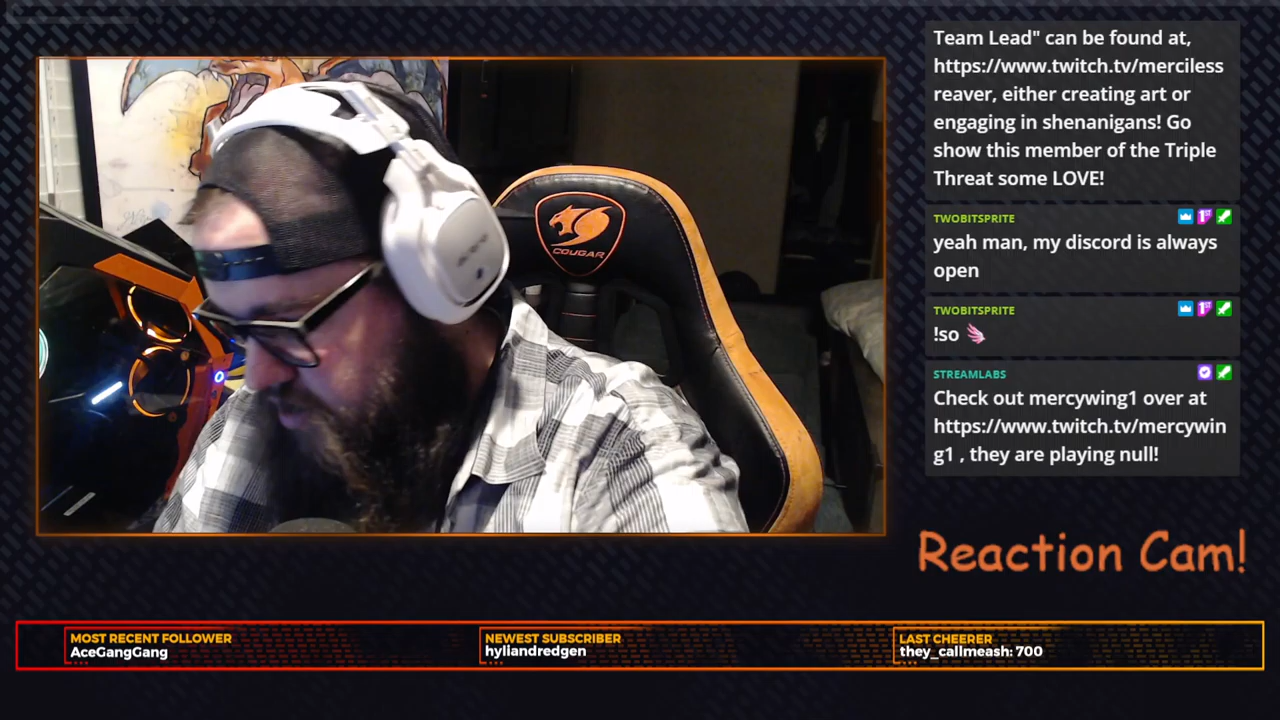 Team Lead" can be found at,
https://www.twitch.tv/merciless
reaver, either creating art or
engaging in shenanigans! Go
show this member of the Triple
Threat some LOVE!
TWOBITSPRITE
yeah man, my discord is always
open
TWOBITSPRITE
!so
STREAMLABS
Check out mercywing1 over at
https://www.twitch.tv/mercywin
g1 , they are playing null!
COUGAR
Reaction Cam!
MOST RECENT FOLLOWER
AceGangGang
NEWEST SUBSCRIBER
hyliandredgen
LAST CHEERER
they_callmeash: 700